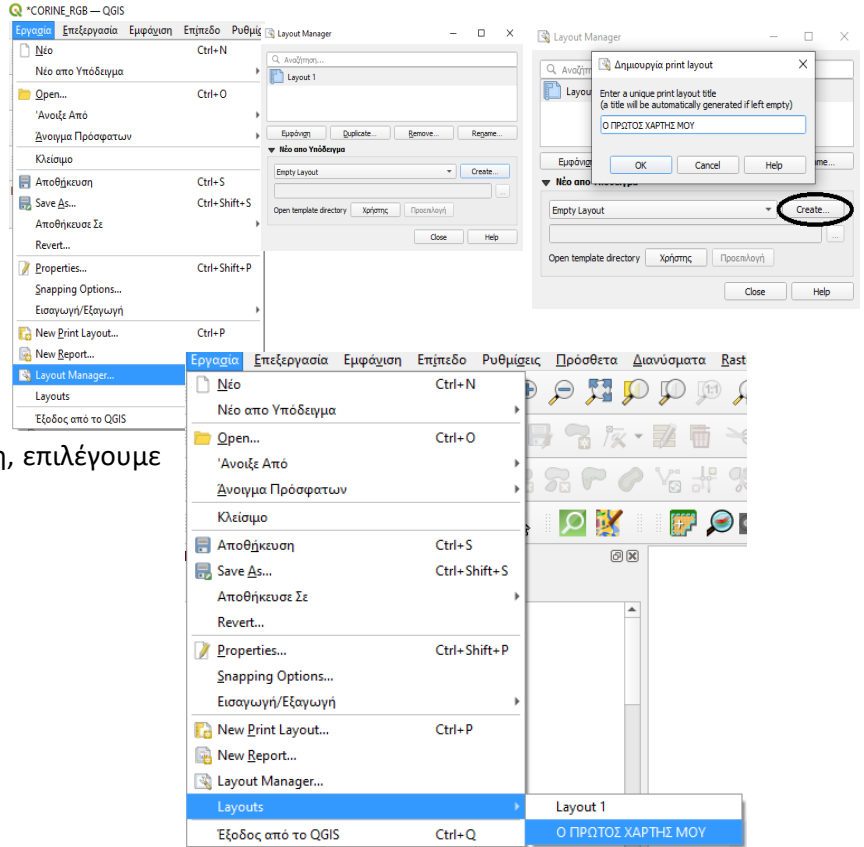 *CORINE_RGB — QGIS
Εργασία Επεξεργασία Εμφάνιση Επίπεδο Ρυθμίς
Νέο Ctrl+N
Νέο απο Υπόδειγμα
Open... Ctrl+O
'Ανοιξε Από
Άνοιγμα Πρόσφατων
Κλείσιμο
Αποθήκευση Ctrl+S
Save As... Ctrl+Shift+S
Αποθήκευσε Σε
Revert...
Properties... Ctrl+Shift+P
Snapping Options...
Εισαγωγή/Εξαγωγή
New Print Layout... Ctrl+P
New Report...
Layout Manager...
Layouts
Έξοδος από το QGIS
Layout Manager
Αναζήτηση...
Layout 1
Εμφάνιση Duplicate... Remove... Rename...
Νέο απο Υπόδειγμα
Empty Layout Create...
...
Open template directory Χρήστης Προεπιλογή
Close Help
Layout Manager
Αναζήτη
Layou
Δημιουργία print layout
Enter a unique print layout title
(a title will be automatically generated if left empty)
Ο ΠΡΩΤΟΣ ΧΑΡΤΗΣ ΜΟΥ
OK Cancel Help
Εμφάνισ me...
Νέο απο Υπόδειγμα
Empty Layout Create...
...
Open template directory Χρήστης Προεπιλογή
Close Help
η, επιλέγουμε
Εργασία Επεξεργασία Εμφάνιση Επίπεδο Ρυθμίσεις Πρόσθετα Διανύσματα Rast
Νέο Ctrl+N
Νέο απο Υπόδειγμα
Open... Ctrl+O
'Ανοιξε Από
Άνοιγμα Πρόσφατων
Κλείσιμο
Αποθήκευση Ctrl+S
Save As... Ctrl+Shift+S
Αποθήκευσε Σε
Revert...
Properties... Ctrl+Shift+P
Snapping Options...
Εισαγωγή/Εξαγωγή
New Print Layout... Ctrl+P
New Report...
Layout Manager...
Layouts
Layout 1
Ο ΠΡΩΤΟΣ ΧΑΡΤΗΣ ΜΟΥ
Έξοδος από το QGIS Ctrl+Q